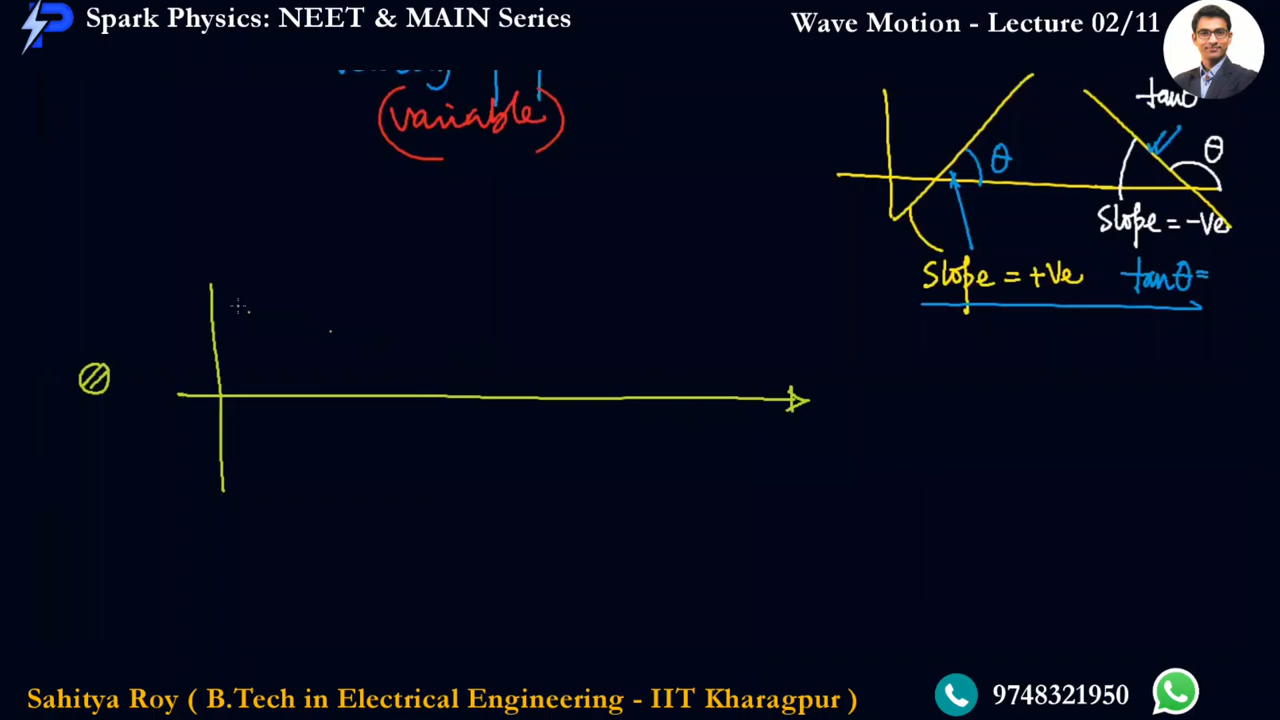 Spark Physics: NEET & MAIN Series
Wave Motion - Lecture 02/11
(variable)
tanθ
θ
θ
Slope = -ve
Slope = +ve
tanθ=
Sahitya Roy ( B.Tech in Electrical Engineering - IIT Kharagpur )
9748321950